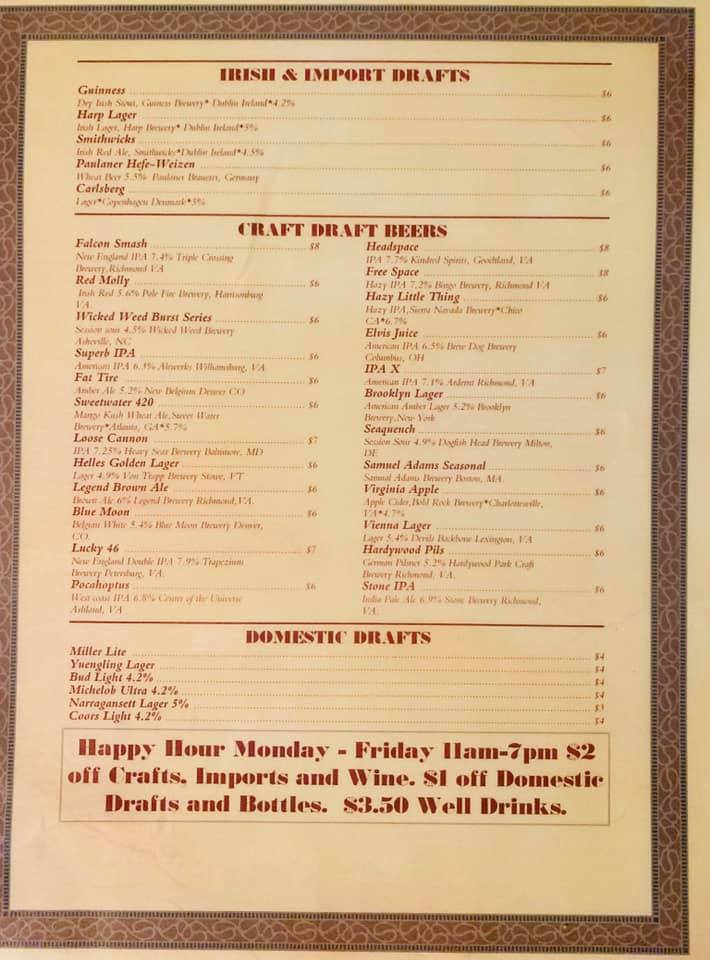 IRISH & IMPORT DRAFTS
Guinness $6
Dry Irish Stout, Guiness Brewery* Dublin Ireland*4.2%
Harp Lager $6
Irish Lager, Harp Brewery* Dublin Ireland*5%
Smithwicks $6
Irish Red Ale, Smithwicks*Dublin Ireland*4.5%
Paulaner Hefe-Weizen $6
Wheat Beer 5.5% Paulaner Brauerei, Germany
Carlsberg $6
Lager*Copenhagen Denmark*5%
CRAFT DRAFT BEERS
Falcon Smash $8
New England IPA 7.4% Triple Crossing
Brewery,Richmond VA
Red Molly $6
Irish Red 5.6% Pale Fire Brewery, Harrisonburg
VA.
Wicked Weed Burst Series $6
Session sour 4.5% Wicked Weed Brewery
Asheville, NC
Superb IPA $6
American IPA 6.3% Alewerks Williamsburg, VA
Fat Tire $6
Amber Ale 5.2% New Belgium Denver CO
Sweetwater 420 $6
Mango Kush Wheat Ale,Sweet Water
Brewery*Atlanta, GA*5.7%
Loose Cannon $7
IPA 7.25% Heavy Seas Brewery Baltimore, MD
Helles Golden Lager $6
Lager 4.9% Von Trapp Brewery Stowe, VT
Legend Brown Ale $6
Brown Ale 6% Legend Brewery Richmond,VA.
Blue Moon $6
Belgian White 5.4% Blue Moon Brewery Denver,
CO.
Lucky 46 $7
New England Double IPA 7.9% Trapezium
Brewery Petersburg, VA.
Pocahoptus $6
West coast IPA 6.8% Center of the Universe
Ashland, VA
Headspace $8
IPA 7.7% Kindred Spirits, Goochland, VA
Free Space $8
Hazy IPA 7.2% Bingo Brewery, Richmond VA
Hazy Little Thing $6
Hazy IPA,Sierra Navada Brewery*Chico
CA*6.7%
Elvis Juice $6
American IPA 6.5% Brew Dog Brewery
Columbus, OH
IPA X $7
American IPA 7.1% Ardent Richmond, VA
Brooklyn Lager $6
American Amber Lager 5.2% Brooklyn
Brewery,New York
Seaquench $6
Session Sour 4.9% Dogfish Head Brewery Milton,
DE
Samuel Adams Seasonal $6
Samual Adams Brewery Boston, MA.
Virginia Apple $6
Apple Cider,Bold Rock Brewery*Charlottesville,
VA*4.7%
Vienna Lager $6
Lager 5.4% Devils Backbone Lexington, VA
Hardywood Pils $6
German Pilsner 5.2% Hardywood Park Craft
Brewery Richmond, VA.
Stone IPA $6
India Pale Ale 6.9% Stone Brewery Richmond,
VA.
DOMESTIC DRAFTS
Miller Lite $4
Yuengling Lager $4
Bud Light 4.2% $4
Michelob Ultra 4.2% $4
Narragansett Lager 5% $3
Coors Light 4.2% $4
Happy Hour Monday - Friday 11am-7pm $2
off Crafts, Imports and Wine. $1 off Domestic
Drafts and Bottles. $3.50 Well Drinks.